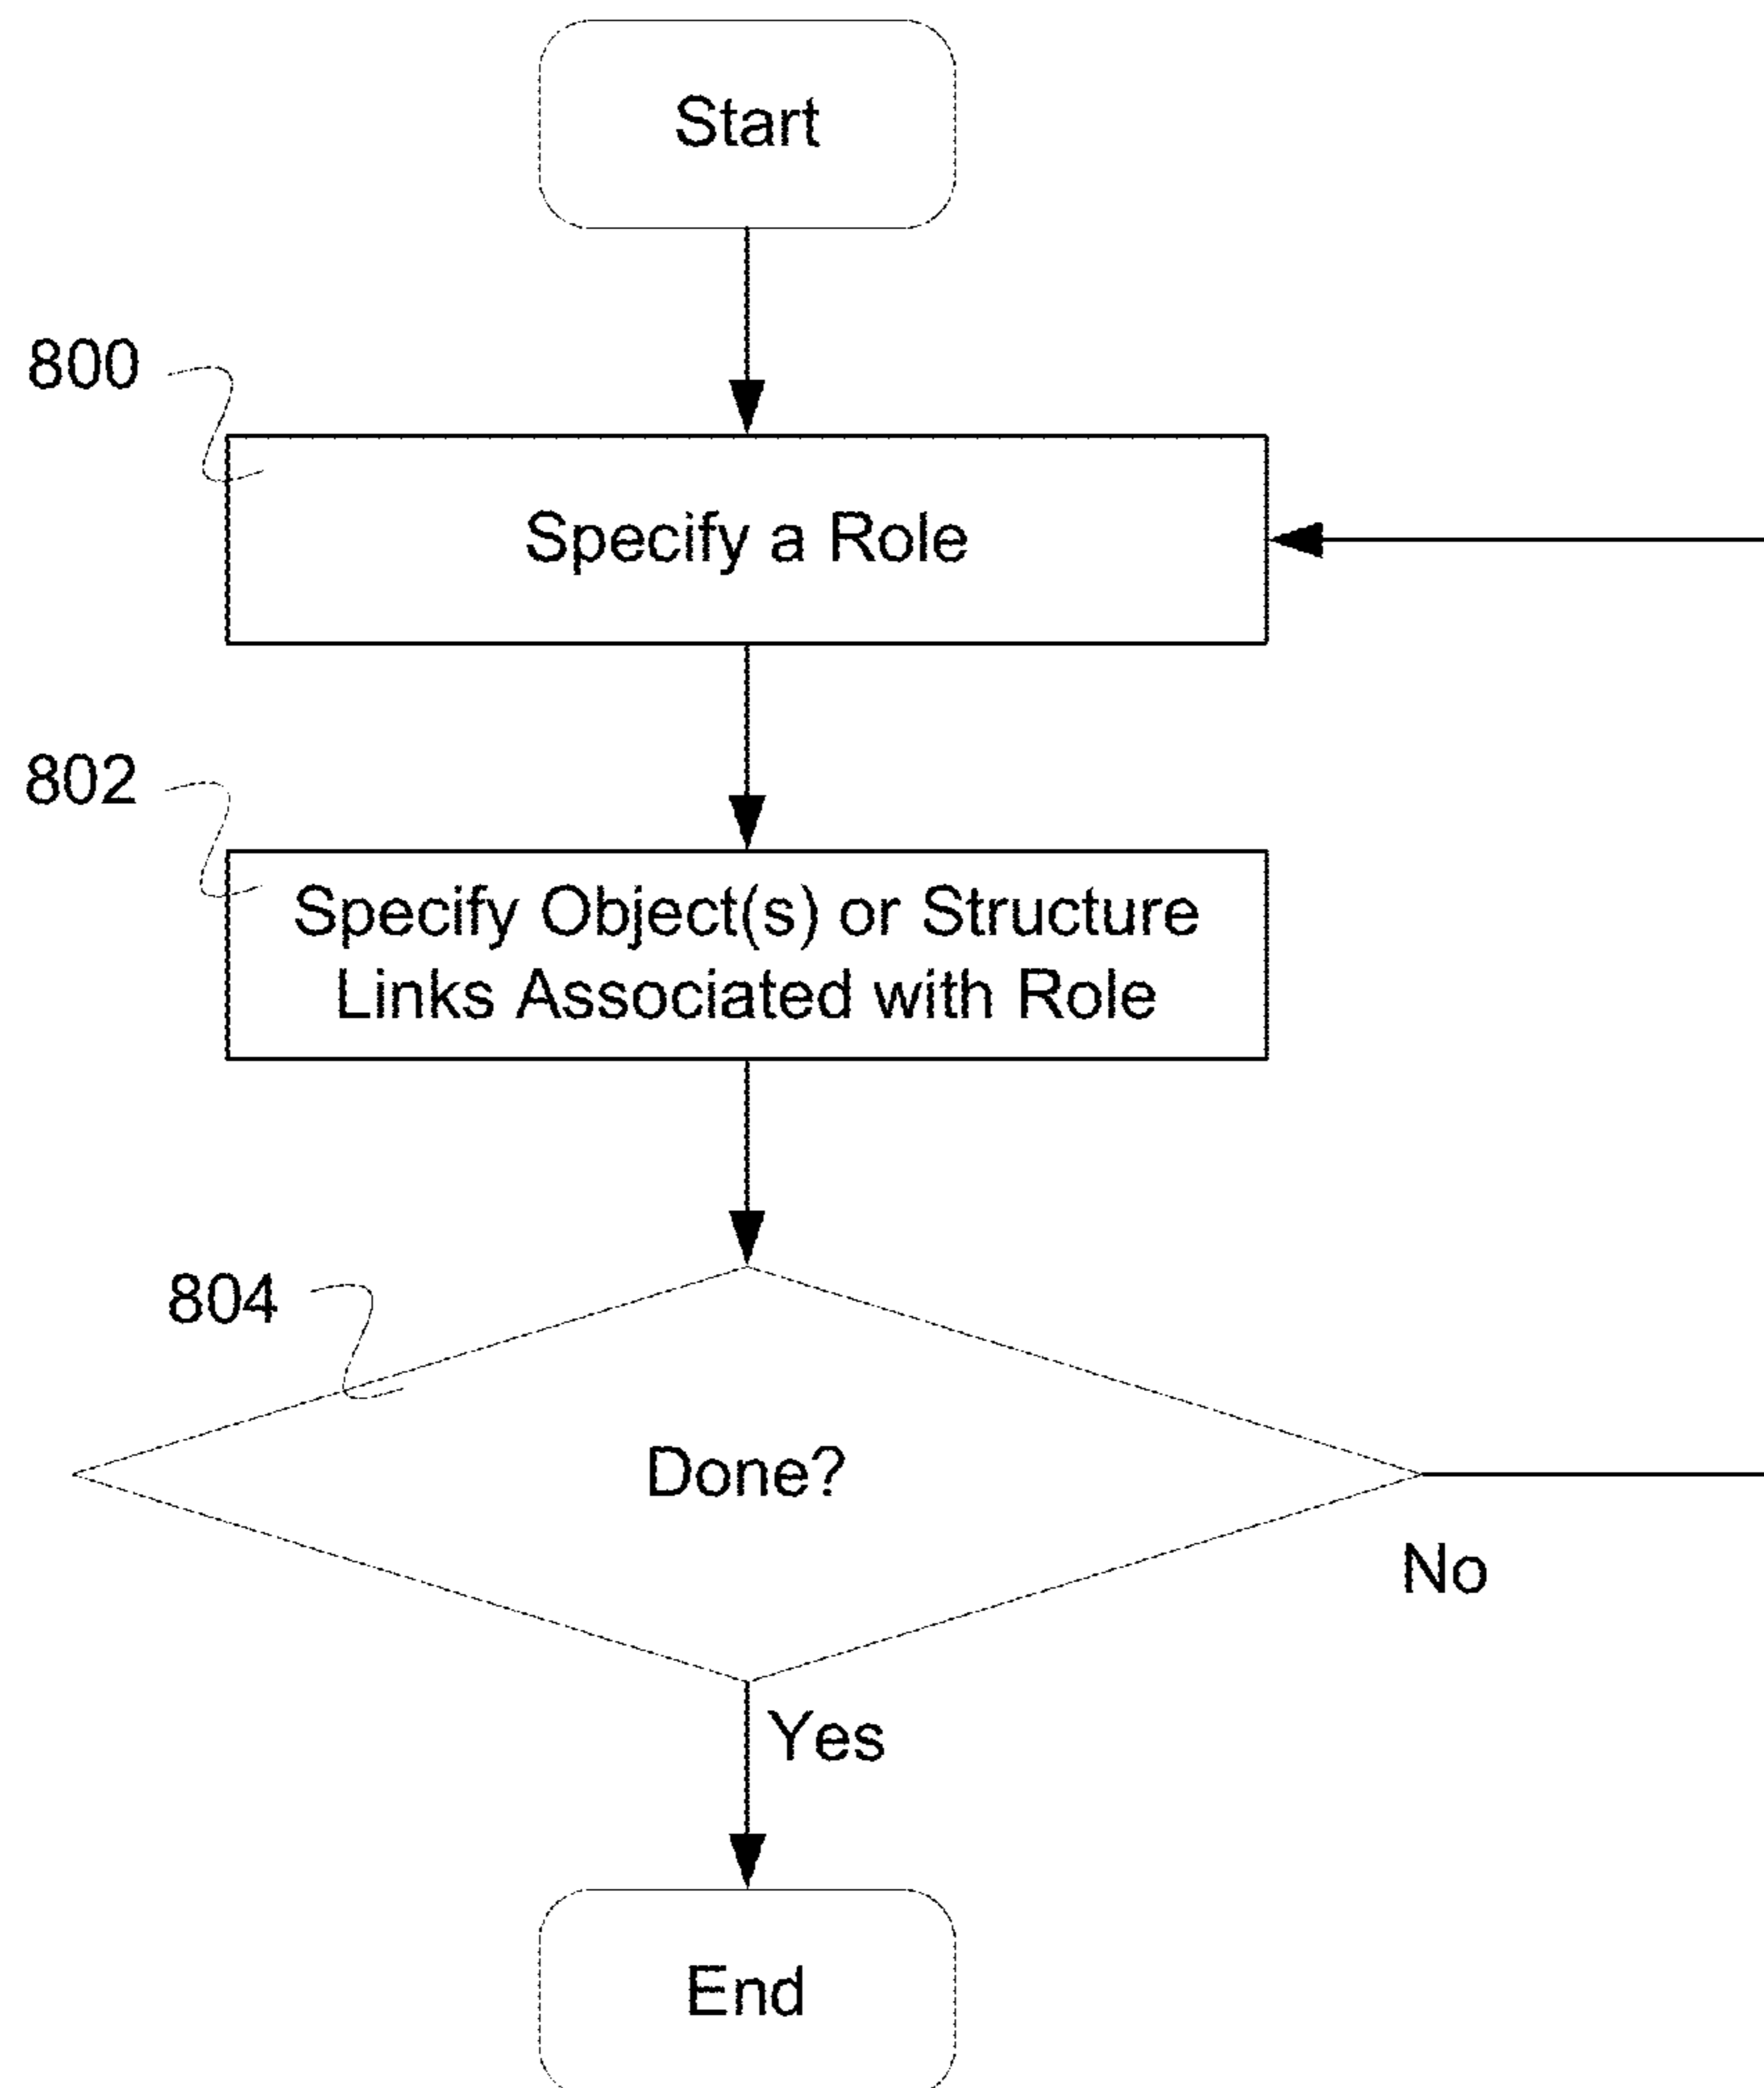 Start
800
Specify a Role
802
Specify Object(s) or Structure
Links Associated with Role
804
Done?
No
Yes
End